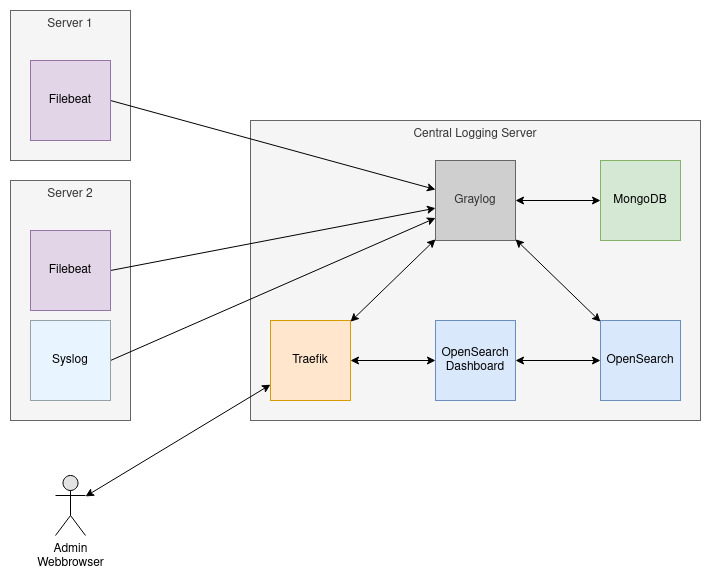 Server 1
Filebeat
Server 2
Filebeat
Syslog
Central Logging Server
Graylog
MongoDB
Traefik
OpenSearch
Dashboard
OpenSearch
Admin
Webbrowser